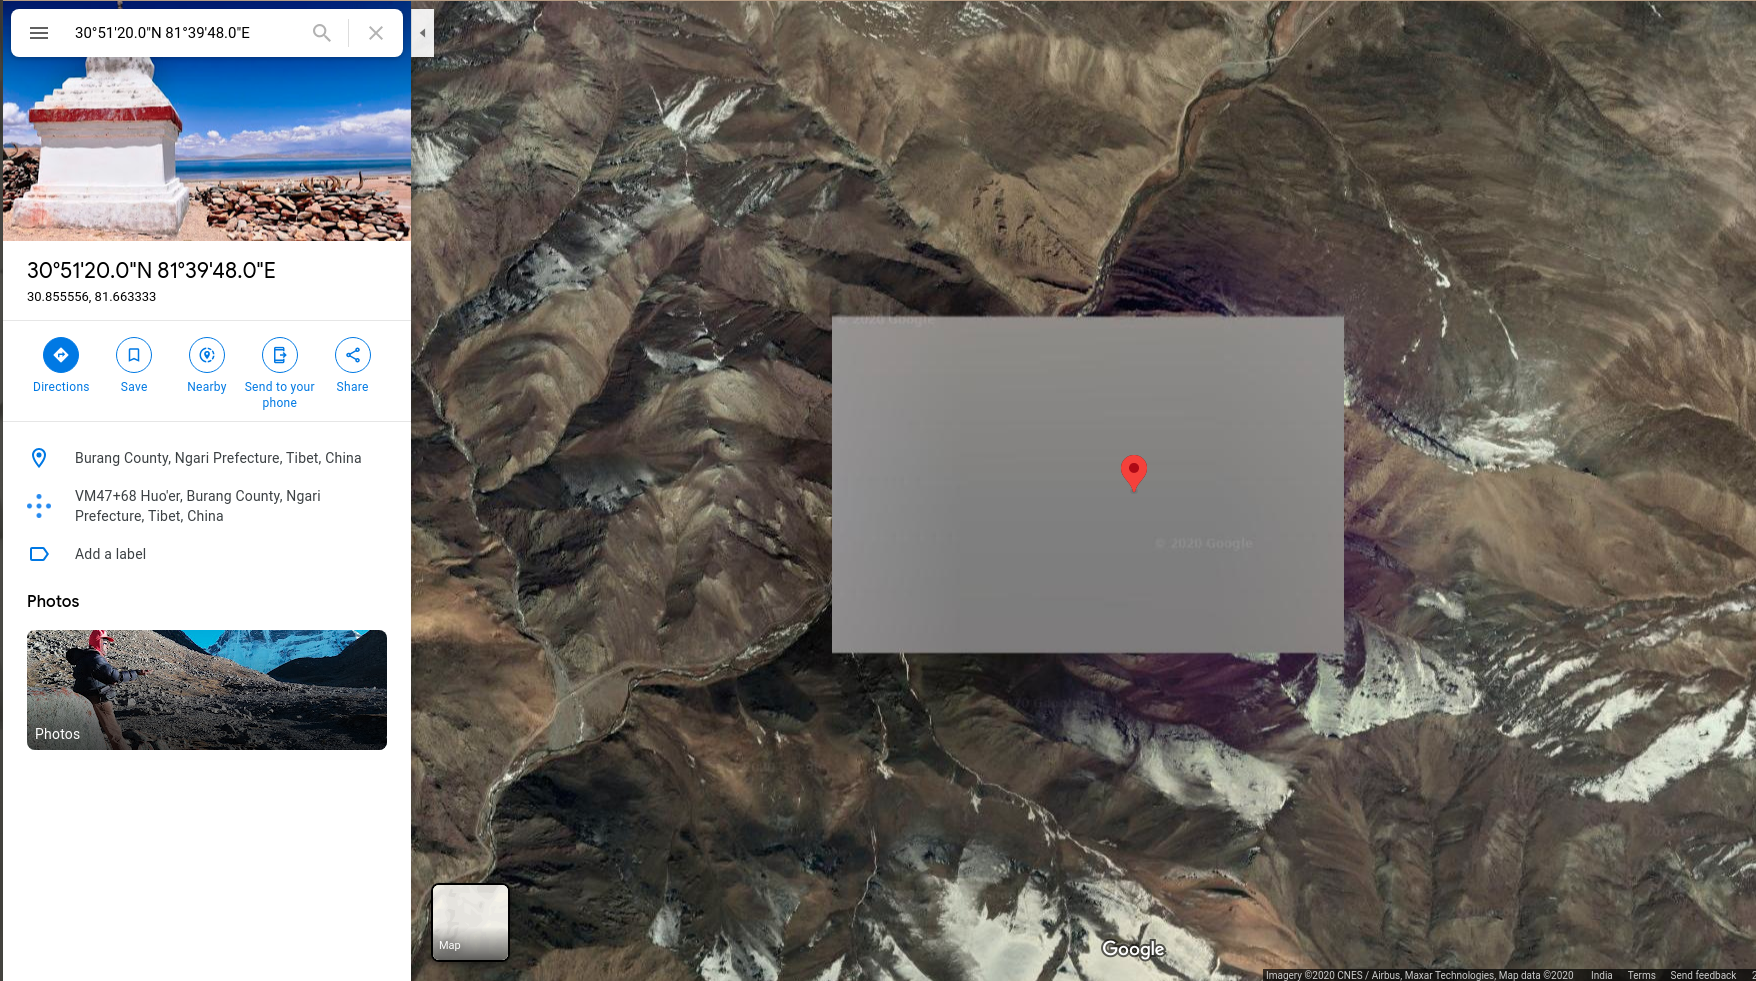 30°51'20.0"N 81°39'48.0"E
30°51'20.0"N 81°39'48.0"E
30.855556, 81.663333
Directions
Save
Nearby
Send to your
phone
Share
Burang County, Ngari Prefecture, Tibet, China
VM47+68 Huo'er, Burang County, Ngari
Prefecture, Tibet, China
Add a label
Photos
Photos
© 2020 Google
© 2020 Google
Map
Google
Imagery ©2020 CNES / Airbus, Maxar Technologies, Map data ©2020 India Terms Send feedback